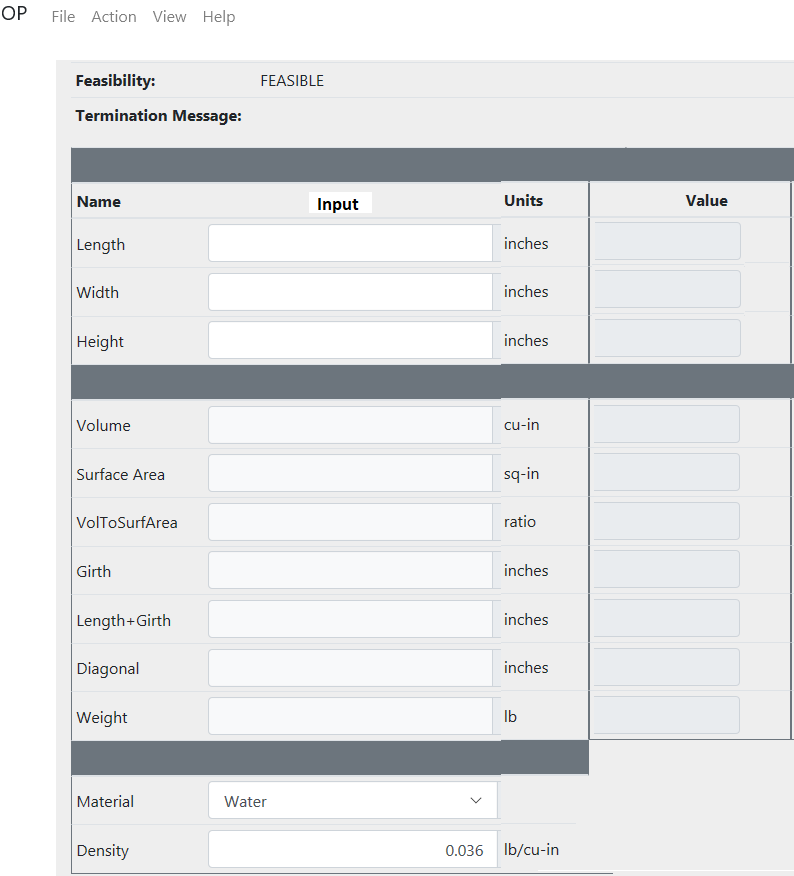 OP File Action View Help
Feasibility: FEASIBLE
Termination Message:
Name Input Units Value
Length inches
Width inches
Height inches
Volume cu-in
Surface Area sq-in
VolToSurfArea ratio
Girth inches
Length+Girth inches
Diagonal inches
Weight lb
Material Water
Density 0.036 lb/cu-in